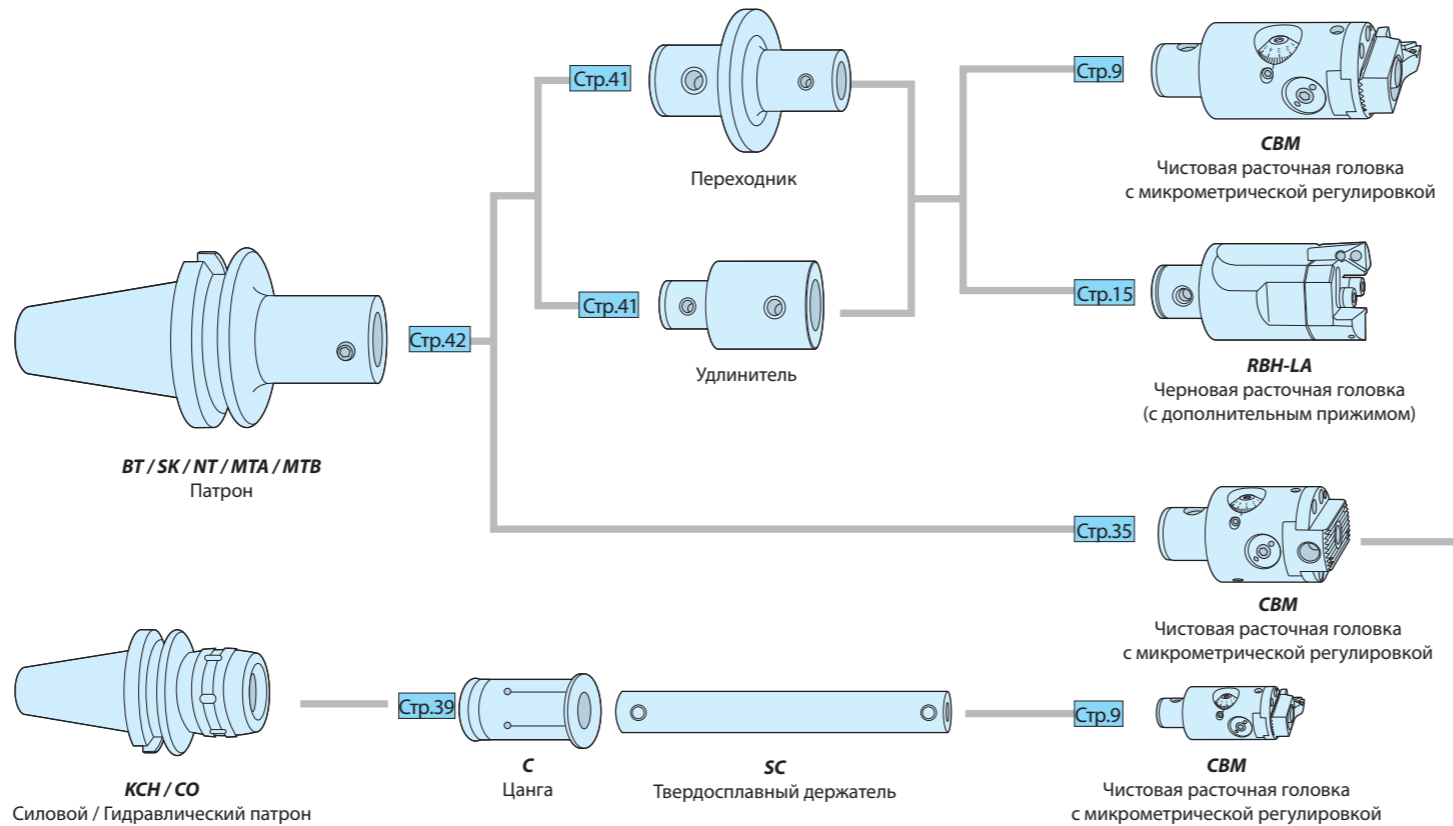 Стр.41
Переходник
Стр.9
CBM
Чистовая расточная головка
с микрометрической регулировкой
Стр.42
BT / SK / NT / MTA / MTB
Патрон
Стр.41
Удлинитель
Стр.15
RBH-LA
Черновая расточная головка
(с дополнительным прижимом)
Стр.35
CBM
Чистовая расточная головка
с микрометрической регулировкой
KCH / CO
Силовой / Гидравлический патрон
Стр.39
C
Цанга
SC
Твердосплавный держатель
Стр.9
CBM
Чистовая расточная головка
с микрометрической регулировкой